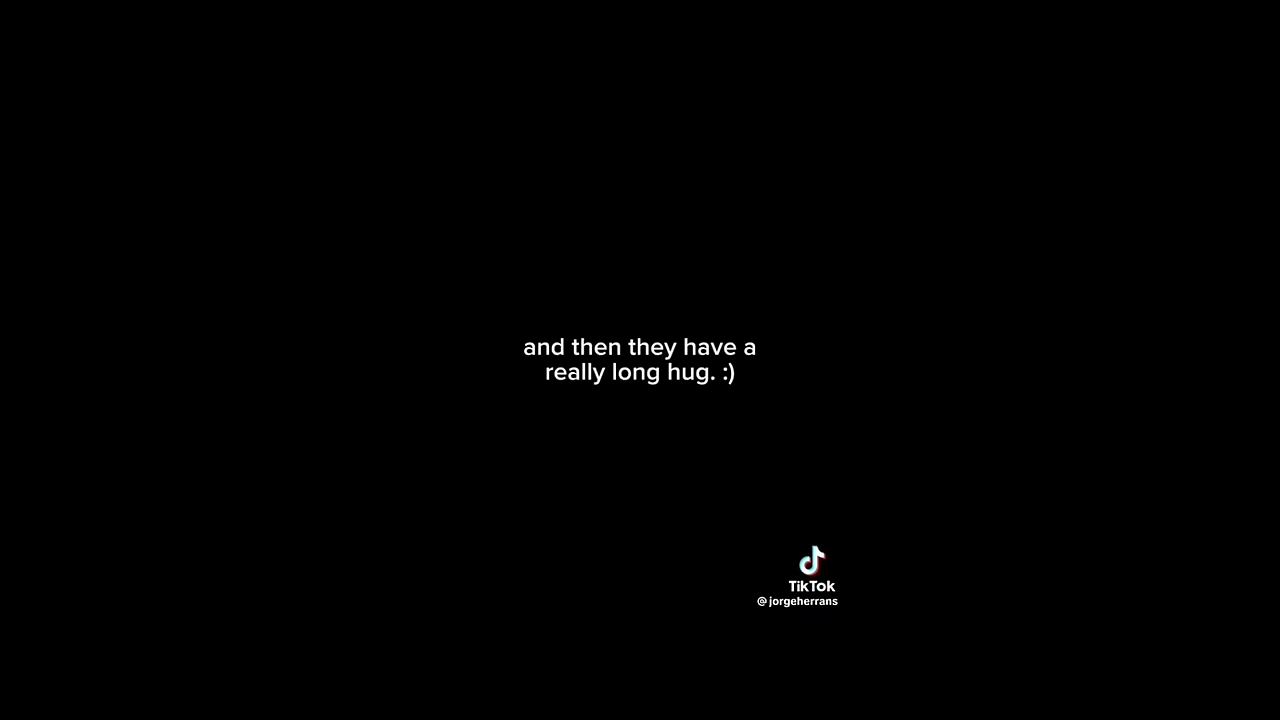 and then they have a
really long hug. :)
TikTok
@jorgeherrans